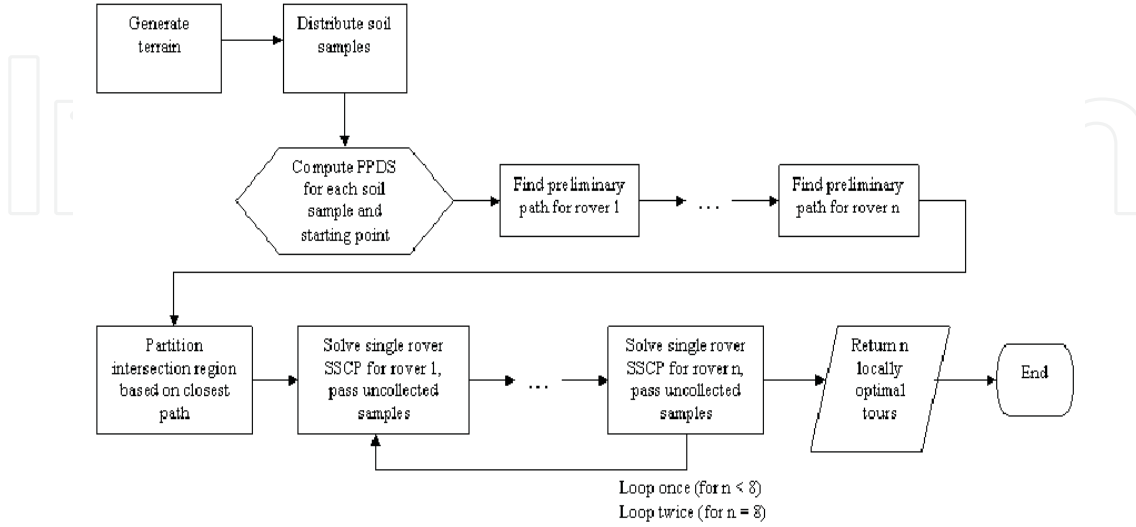 Generate
terrain
Distribute soil
samples
Compute PPDS
for each soil
sample and
starting point
Find preliminary
path for rover 1
...
Find preliminary
path for rover n
Partition
intersection region
based on closest
path
Solve single rover
SSCP for rover 1,
pass uncollected
samples
...
Solve single rover
SSCP for rover n,
pass uncollected
samples
Return n
locally
optimal
tours
End
Loop once (for n < 8)
Loop twice (for n = 8)